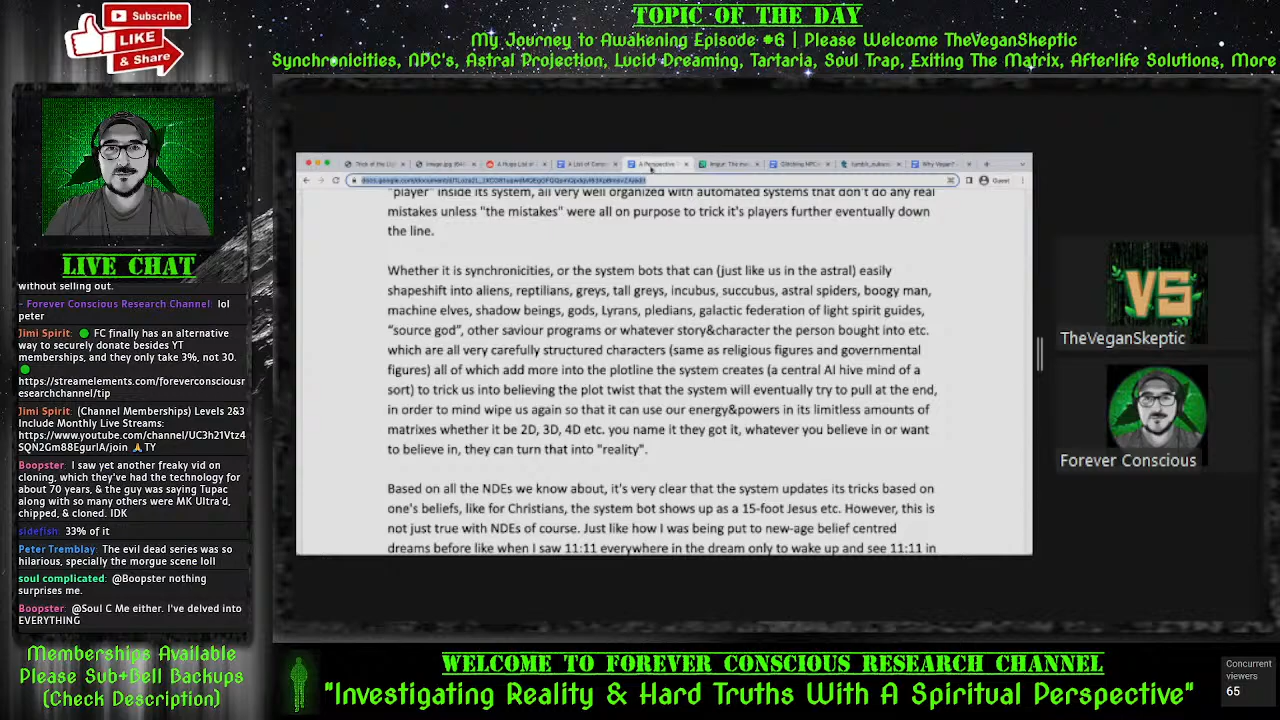 Subscribe
LIKE
& Share
TOPIC OF THE DAY
My Journey to Awakening Episode #6 | Please Welcome TheVeganSkeptic
Synchronicities, NPC's, Astral Projection, Lucid Dreaming, Tartaria, Soul Trap, Exiting The Matrix, Afterlife Solutions, More
LIVE CHAT
without selling out.
~ Forever Conscious Research Channel: lol
peter
Jimi Spirit: FC finally has an alternative
way to securely donate besides YT
memberships, and they only take 3%, not 30.
https://streamelements.com/foreverconsciousr
esearchchannel/tip
Jimi Spirit: (Channel Memberships) Levels 2&3
Include Monthly Live Streams:
https://www.youtube.com/channel/UC3h21Vtz4
SQN2Gm88EgurIA/join 🙏TY
Boopster: I saw yet another freaky vid on
cloning, which they've had the technology for
about 70 years, & the guy was saying Tupac
along with so many others were MK Ultra'd,
chipped, & cloned. IDK
sidefish: 33% of it
Peter Tremblay: The evil dead series was so
hilarious, specially the morgue scene loll
soul complicated: @Boopster nothing
surprises me.
Boopster: @Soul C Me either. I've delved into
EVERYTHING
Memberships Available
Please Sub+Bell Backups
(Check Description)
Trick of the Lig
A Huge List of
A List of
A Perspective
Imgur: The ma
Glitching NPC
Why Vegan?
Guest
"player" inside its system, all very well organized with automated systems that don't do any real
mistakes unless "the mistakes" were all on purpose to trick it's players further eventually down
the line.
Whether it is synchronicities, or the system bots that can (just like us in the astral) easily
shapeshift into aliens, reptilians, greys, tall greys, incubus, succubus, astral spiders, boogy man,
machine elves, shadow beings, gods, Lyrans, pledians, galactic federation of light spirit guides,
"source god", other saviour programs or whatever story&character the person bought into etc.
which are all very carefully structured characters (same as religious figures and governmental
figures) all of which add more into the plotline the system creates (a central AI hive mind of a
sort) to trick us into believing the plot twist that the system will eventually try to pull at the end,
in order to mind wipe us again so that it can use our energy&powers in its limitless amounts of
matrixes whether it be 2D, 3D, 4D etc. you name it they got it, whatever you believe in or want
to believe in, they can turn that into "reality".
Based on all the NDEs we know about, it's very clear that the system updates its tricks based on
one's beliefs, like for Christians, the system bot shows up as a 15-foot Jesus etc. However, this is
not just true with NDEs of course. Just like how I was being put to new-age belief centred
dreams before like when I saw 11:11 everywhere in the dream only to wake up and see 11:11 in
VS
TheVeganSkeptic
Forever Conscious
WELCOME TO FOREVER CONSCIOUS RESEARCH CHANNEL
"Investigating Reality & Hard Truths With A Spiritual Perspective"
Concurrent
viewers
65